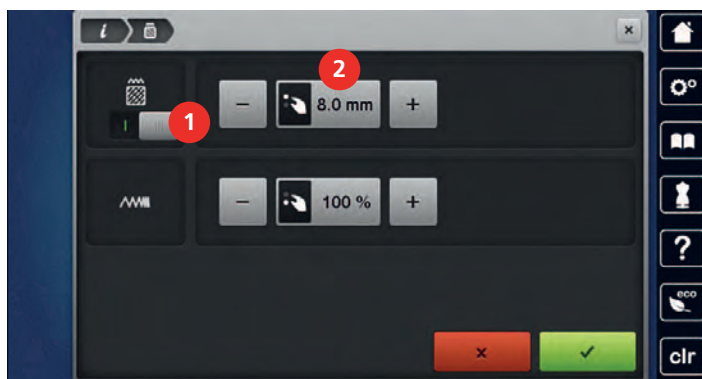 i
×
2
− 8.0 mm +
1
I
− 100 % +
?
eco
clr
× ✓